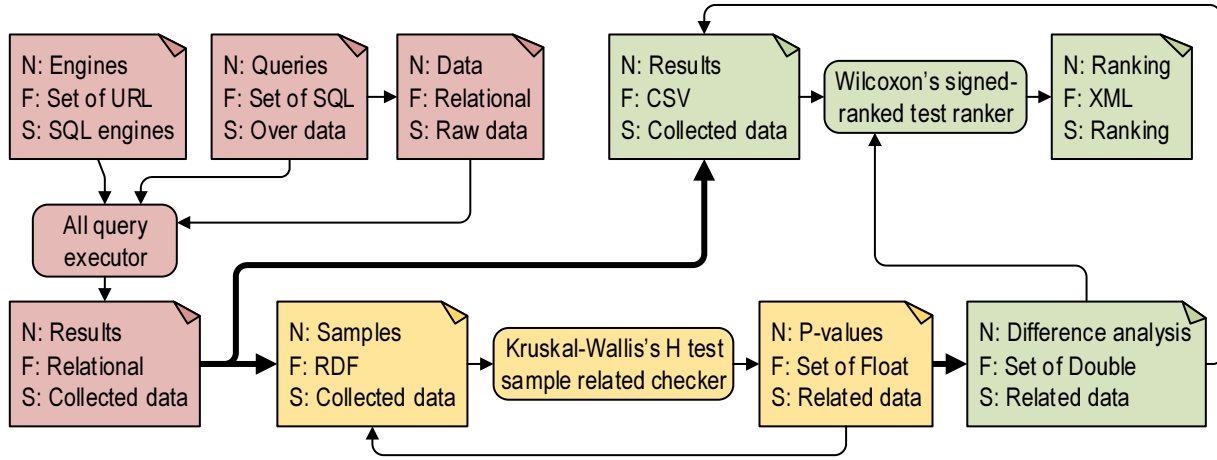 N: Engines
F: Set of URL
S: SQL engines
N: Queries
F: Set of SQL
S: Over data
N: Data
F: Relational
S: Raw data
N: Results
F: CSV
S: Collected data
Wilcoxon's signed-
ranked test ranker
N: Ranking
F: XML
S: Ranking
All query
executor
N: Results
F: Relational
S: Collected data
N: Samples
F: RDF
S: Collected data
Kruskal-Wallis's H test
sample related checker
N: P-values
F: Set of Float
S: Related data
N: Difference analysis
F: Set of Double
S: Related data